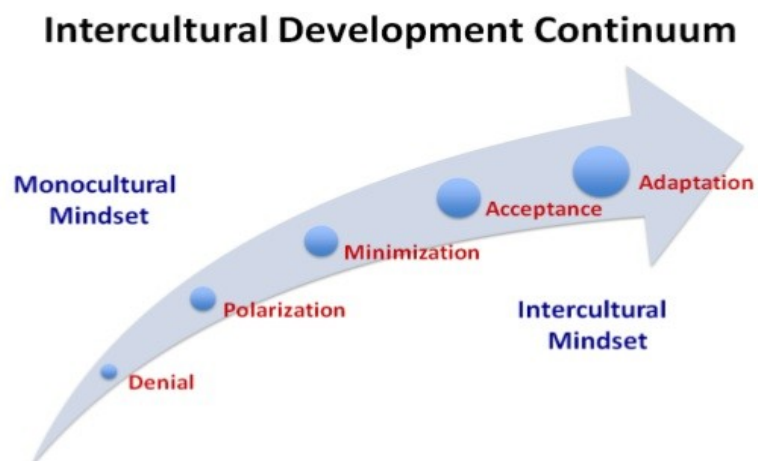 Intercultural Development Continuum
Monocultural
Mindset
Adaptation
Acceptance
Minimization
Polarization
Intercultural
Mindset
Denial